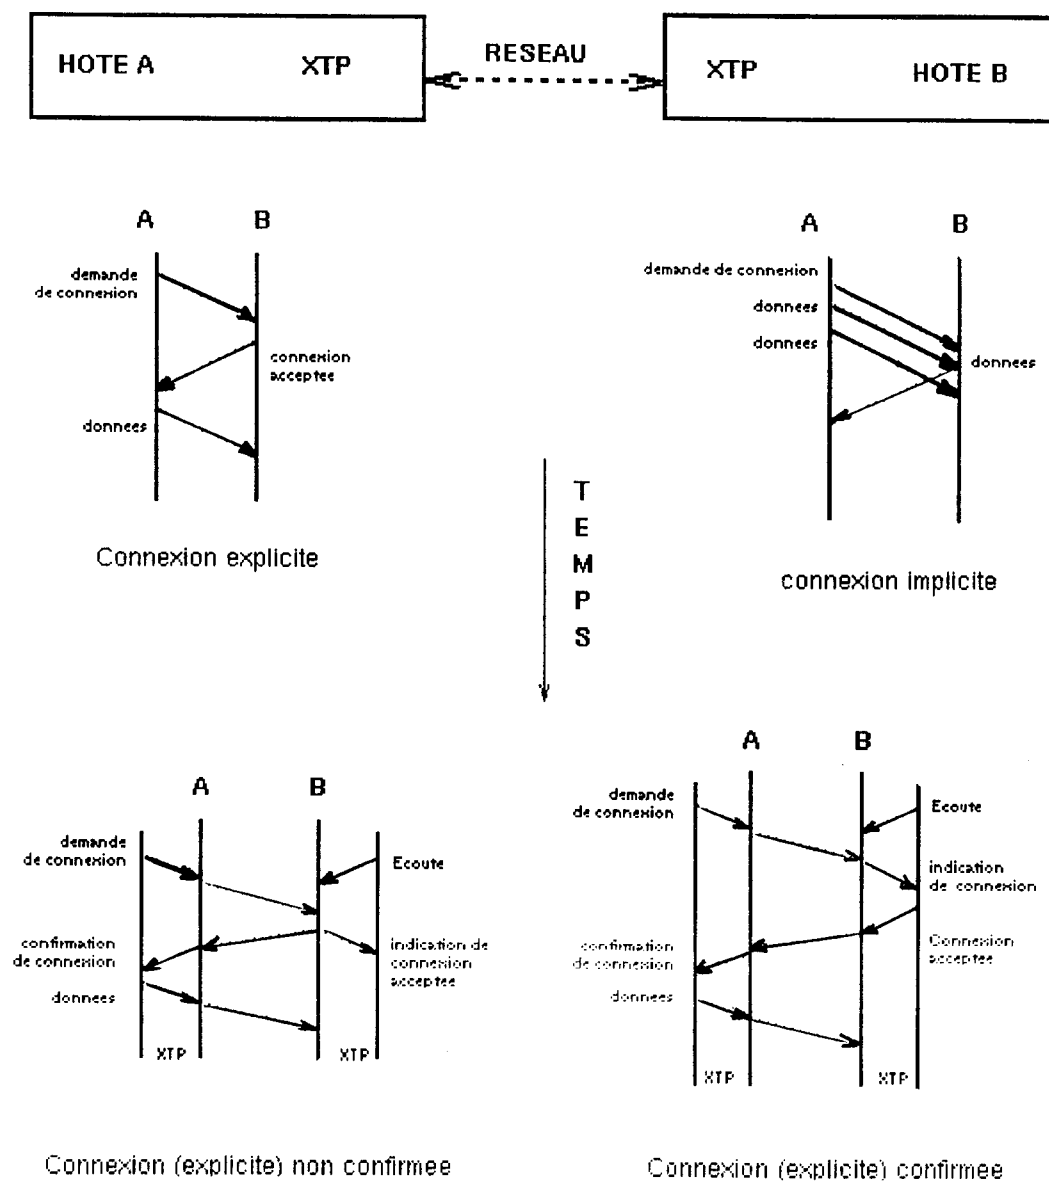 HOTE A XTP
RESEAU
XTP HOTE B
A B
demande
de connexion
connexion
acceptee
donnees
Connexion explicite
A B
demande de connexion
donnees
donnees
donnees
connexion implicite
T
E
M
P
S
A B
demande
de connexion
Ecoute
confirmation
de connexion
indication de
connexion
acceptee
donnees
XTP XTP
Connexion (explicite) non confirmee
A B
demande
de connexion
Ecoute
indication
de connexion
confirmation
de connexion
Connexion
acceptee
donnees
XTP XTP
Connexion (explicite) confirmee